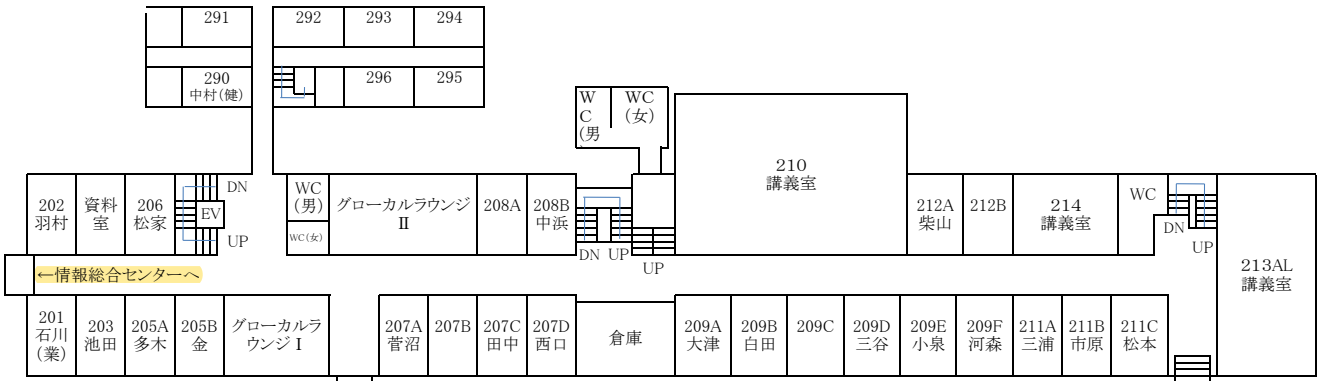 291
292
293
294
290
中村(健)
296
295
W
C
(男
WC
(女)
210
講義室
202
羽村
資料
室
206
松家
DN
EV
UP
WC
(男)
WC(女)
グローカルラウンジ
Ⅱ
208A
208B
中浜
DN
UP
UP
212A
柴山
212B
214
講義室
WC
DN
UP
213AL
講義室
←情報総合センターへ
201
石川
(業)
203
池田
205A
多木
205B
金
グローカルラ
ウンジⅠ
207A
菅沼
207B
207C
田中
207D
西口
倉庫
209A
大津
209B
白田
209C
209D
三谷
209E
小泉
209F
河森
211A
三浦
211B
市原
211C
松本